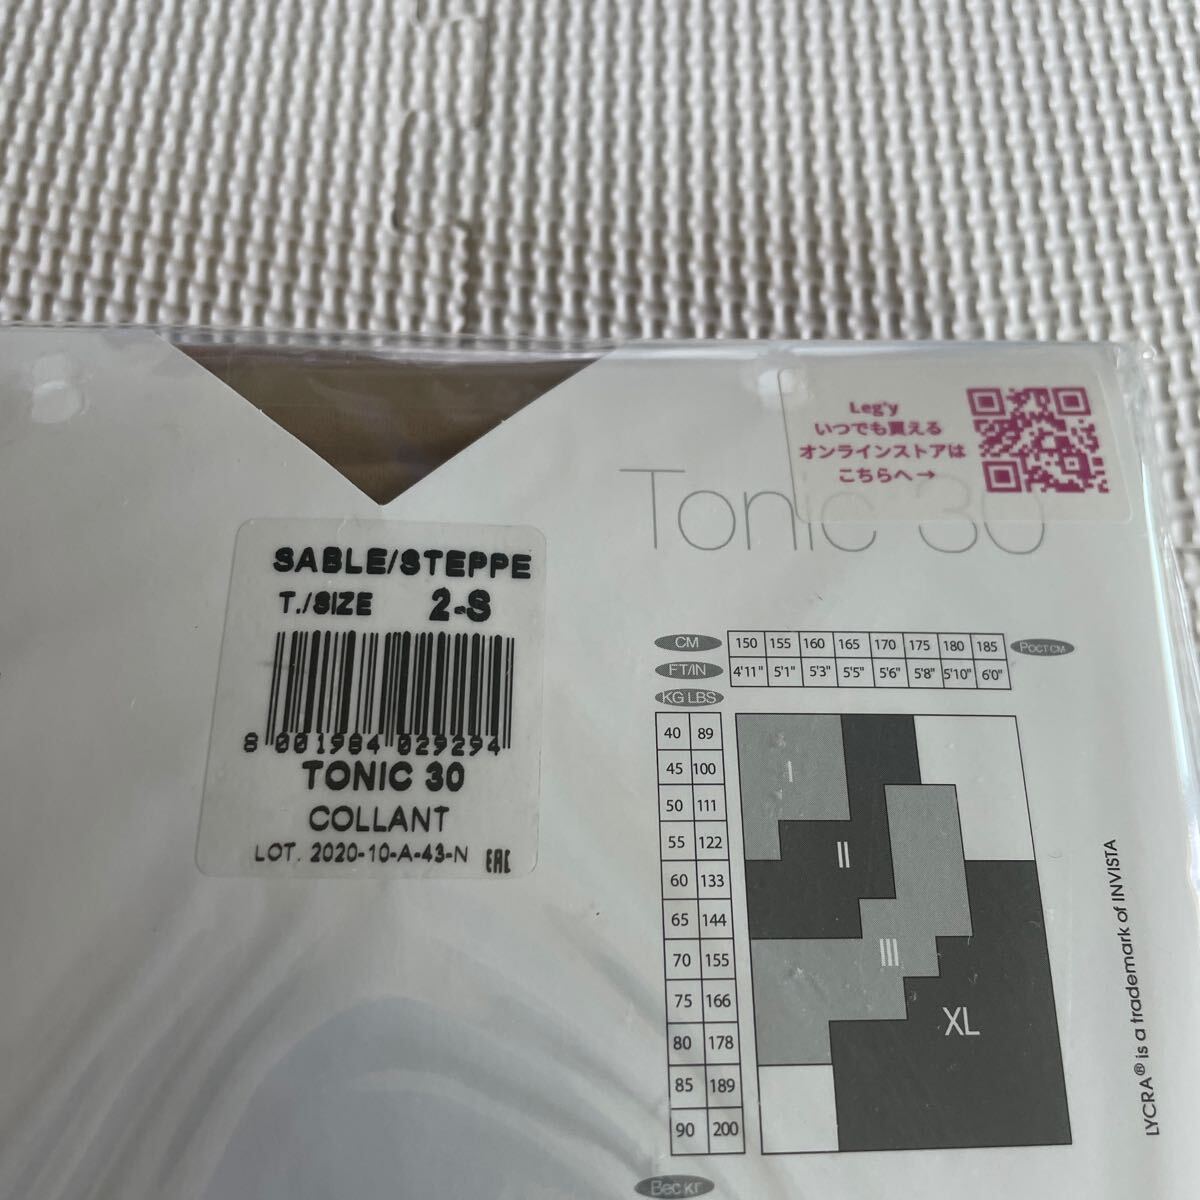 Leg'y
いつでも買える
オンラインストアは
こちらへ→
Tonic 30
SABLE/STEPPE
T./SIZE 2-S
8 001984 029294
TONIC 30
COLLANT
LOT. 2020-10-A-43-N EAC
CM 150 155 160 165 170 175 180 185 РОСТ СМ
FT/IN 4'11" 5'1" 5'3" 5'5" 5'6" 5'8" 5'10" 6'0"
KG LBS
40 89
45 100
50 111
55 122
60 133
65 144
70 155
75 166
80 178
85 189
90 200
I
II
III
XL
Вес кг
LYCRA® is a trademark of INVISTA